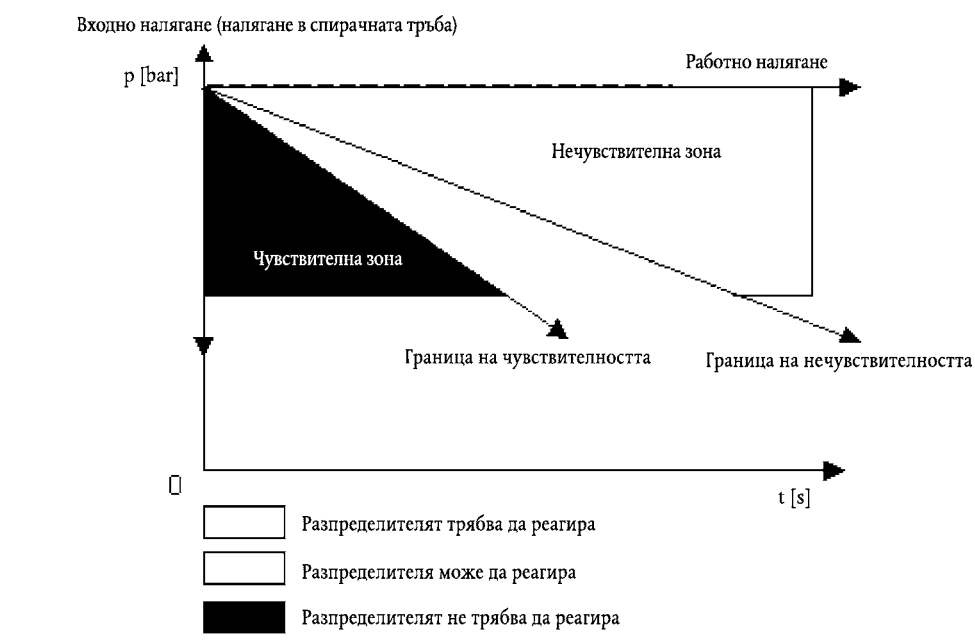 Входно налягане (налягане в спирачната тръба)
p [bar]
Работно налягане
Нечувствителна зона
Чувствителна зона
Граница на чувствителността
Граница на нечувствителността
0
t [s]
Разпределителят трябва да реагира
Разпределителя може да реагира
Разпределителят не трябва да реагира